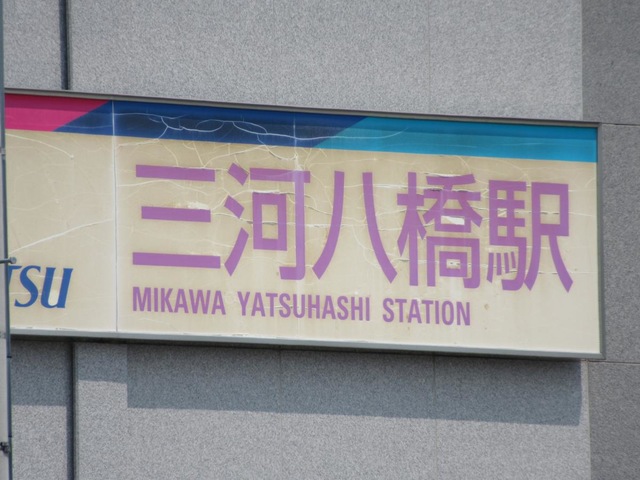 三河八橋駅
TSU
MIKAWA YATSUHASHI STATION